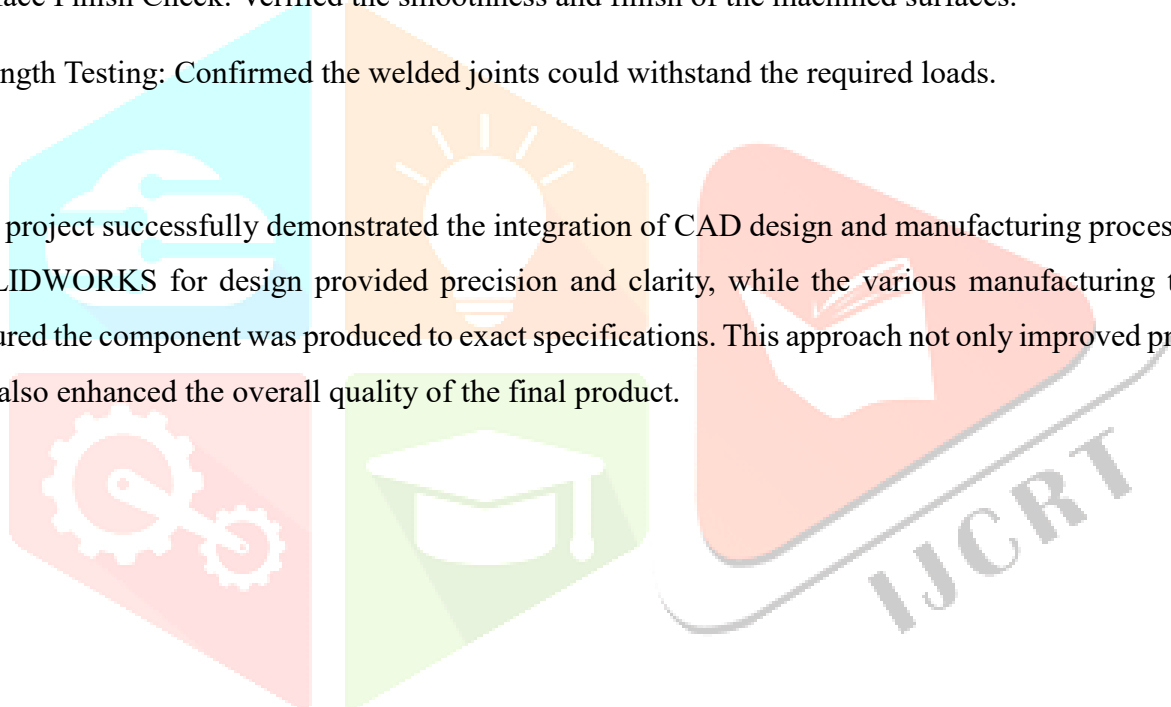 ace Finish Check: Verified the smoothness and finish of the machined surfaces.
ngth Testing: Confirmed the welded joints could withstand the required loads.
project successfully demonstrated the integration of CAD design and manufacturing proces
LIDWORKS for design provided precision and clarity, while the various manufacturing t
ured the component was produced to exact specifications. This approach not only improved pr
also enhanced the overall quality of the final product.
IJCRT